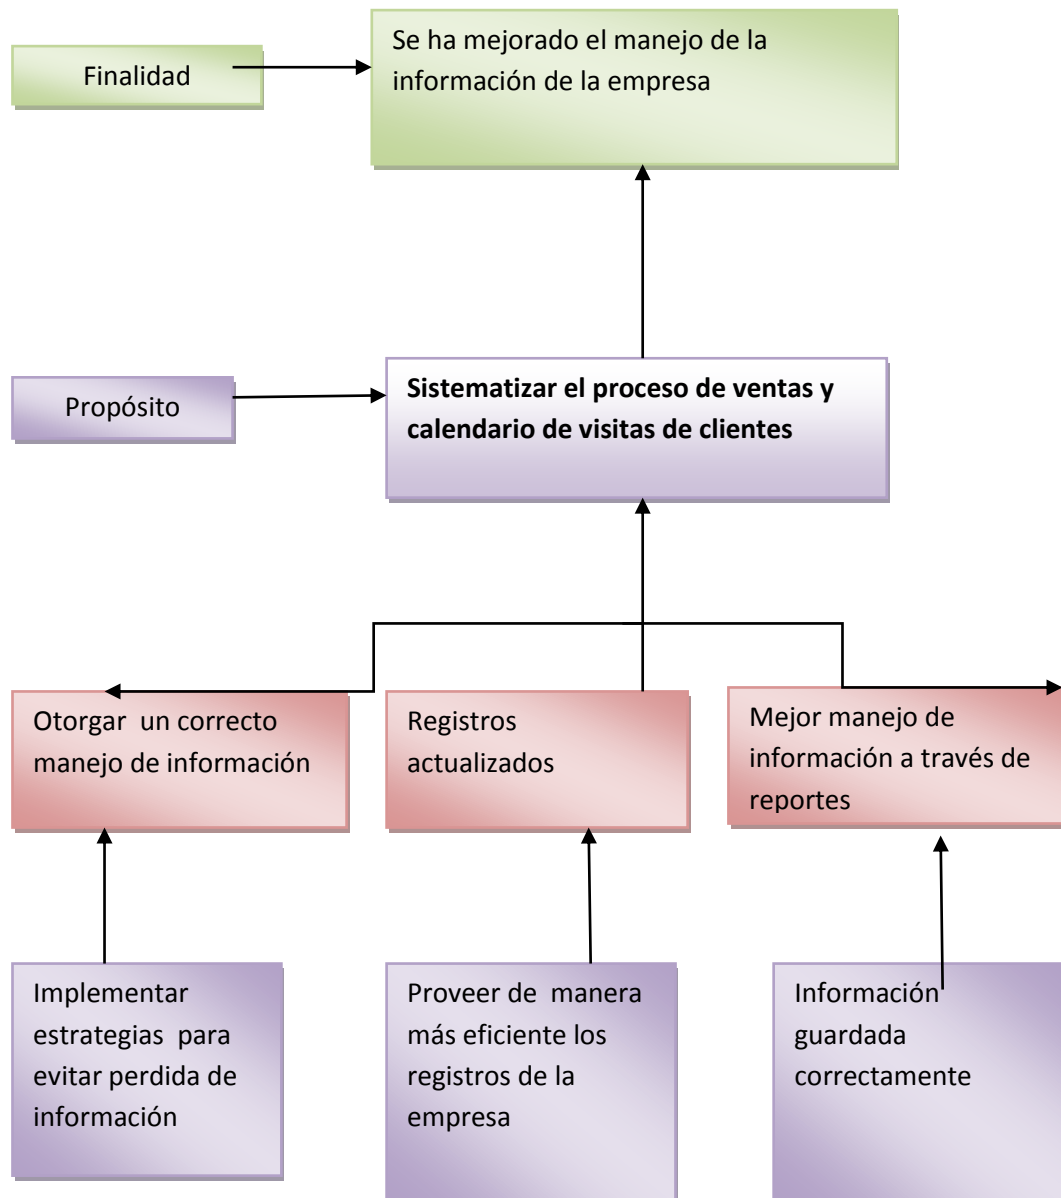 Finalidad
Se ha mejorado el manejo de la
información de la empresa
Propósito
Sistematizar el proceso de ventas y
calendario de visitas de clientes
Otorgar  un correcto
manejo de información
Registros
actualizados
Mejor manejo de
información a través de
reportes
Implementar
estrategias  para
evitar perdida de
información
Proveer de  manera
más eficiente los
registros de la
empresa
Información
guardada
correctamente